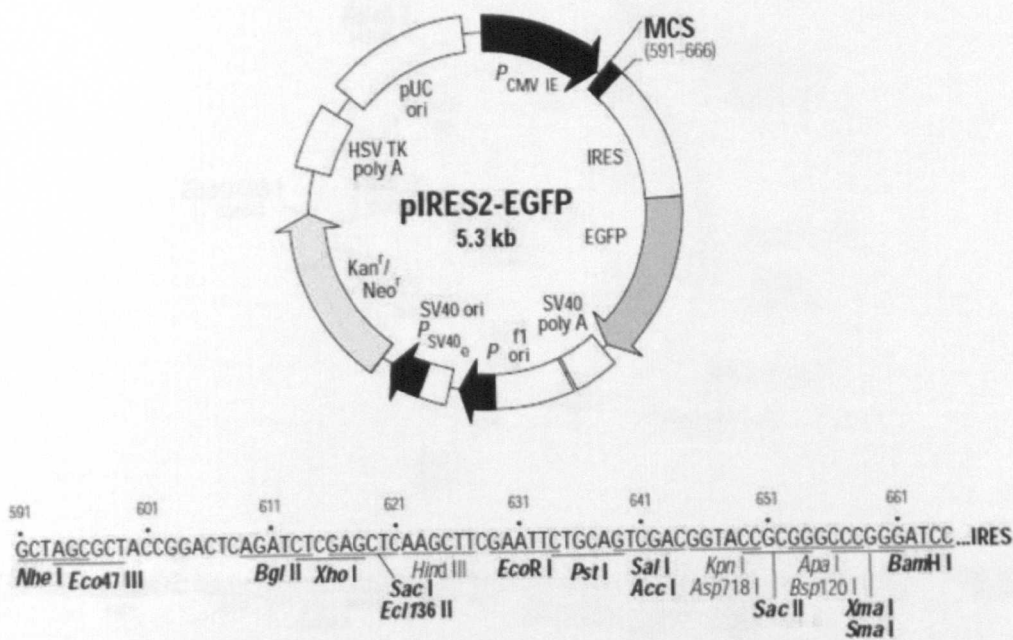 MCS
(591–666)
P CMV IE
pUC
ori
IRES
HSV TK
poly A
pIRES2-EGFP
5.3 kb
EGFP
Kanʳ/
Neoʳ
SV40 ori
P SV40 e
SV40
poly A
f1
P ori
591 601 611 621 631 641 651 661
GCTAGCGCTACCGGACTCAGATCTCGAGCTCAAGCTTCGAATTCTGCAGTCGACGGTACCGCGGGCCCGGGATCC...IRES
Nhe I Eco47 III Bgl II Xho I Hind III EcoR I Pst I Sal I Kpn I Apa I BamH I
Sac I Acc I Asp718 I Bsp120 I
Ecl136 II Sac II Xma I
Sma I